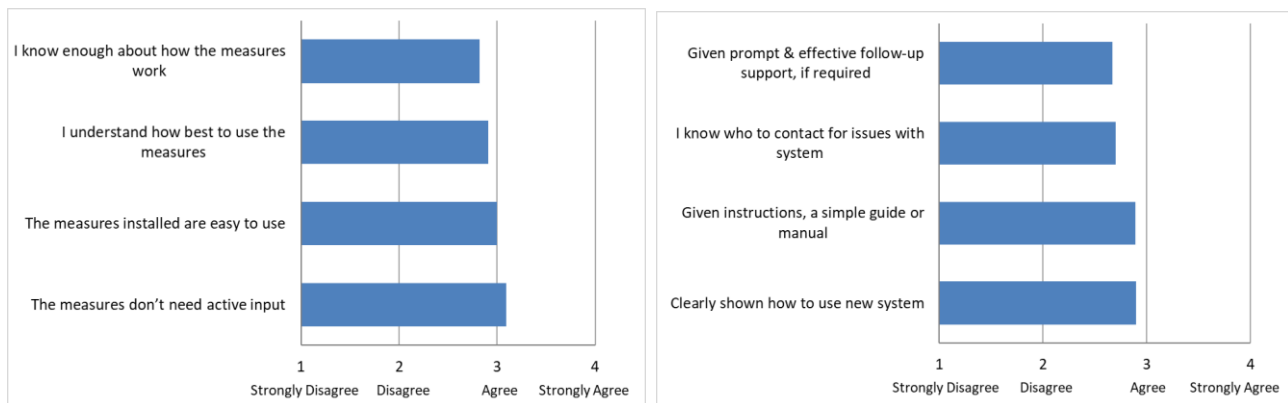 I know enough about how the measures
work
I understand how best to use the
measures
The measures installed are easy to use
The measures don’t need active input
1 2 3 4
Strongly Disagree Disagree Agree Strongly Agree
Given prompt & effective follow-up
support, if required
I know who to contact for issues with
system
Given instructions, a simple guide or
manual
Clearly shown how to use new system
1 2 3 4
Strongly Disagree Disagree Agree Strongly Agree